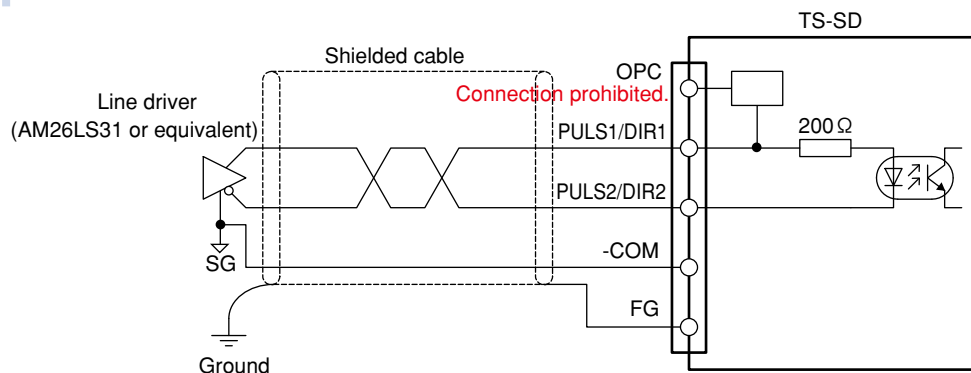 TS-SD
Shielded cable
OPC
Connection prohibited.
Line driver
(AM26LS31 or equivalent)
PULS1/DIR1
200Ω
PULS2/DIR2
-COM
SG
FG
Ground